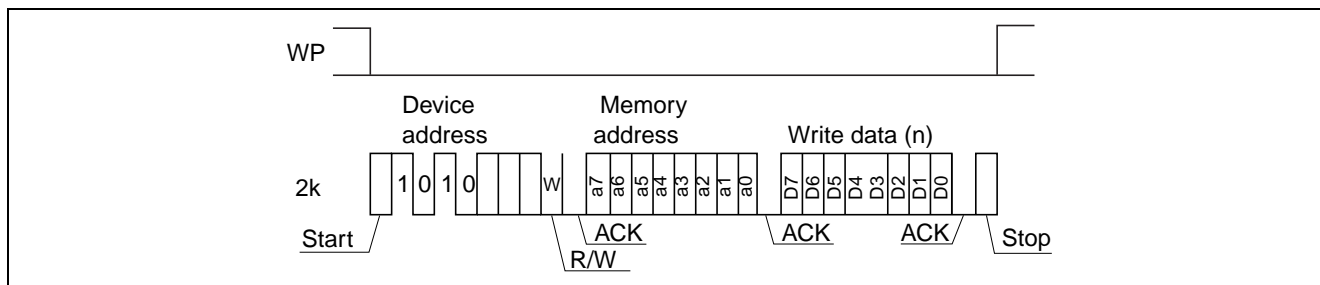 WP
Device
address
Memory
address
Write data (n)
2k
1 0 1 0 W a7 a6 a5 a4 a3 a2 a1 a0 D7 D6 D5 D4 D3 D2 D1 D0
Start ACK ACK ACK Stop
R/W